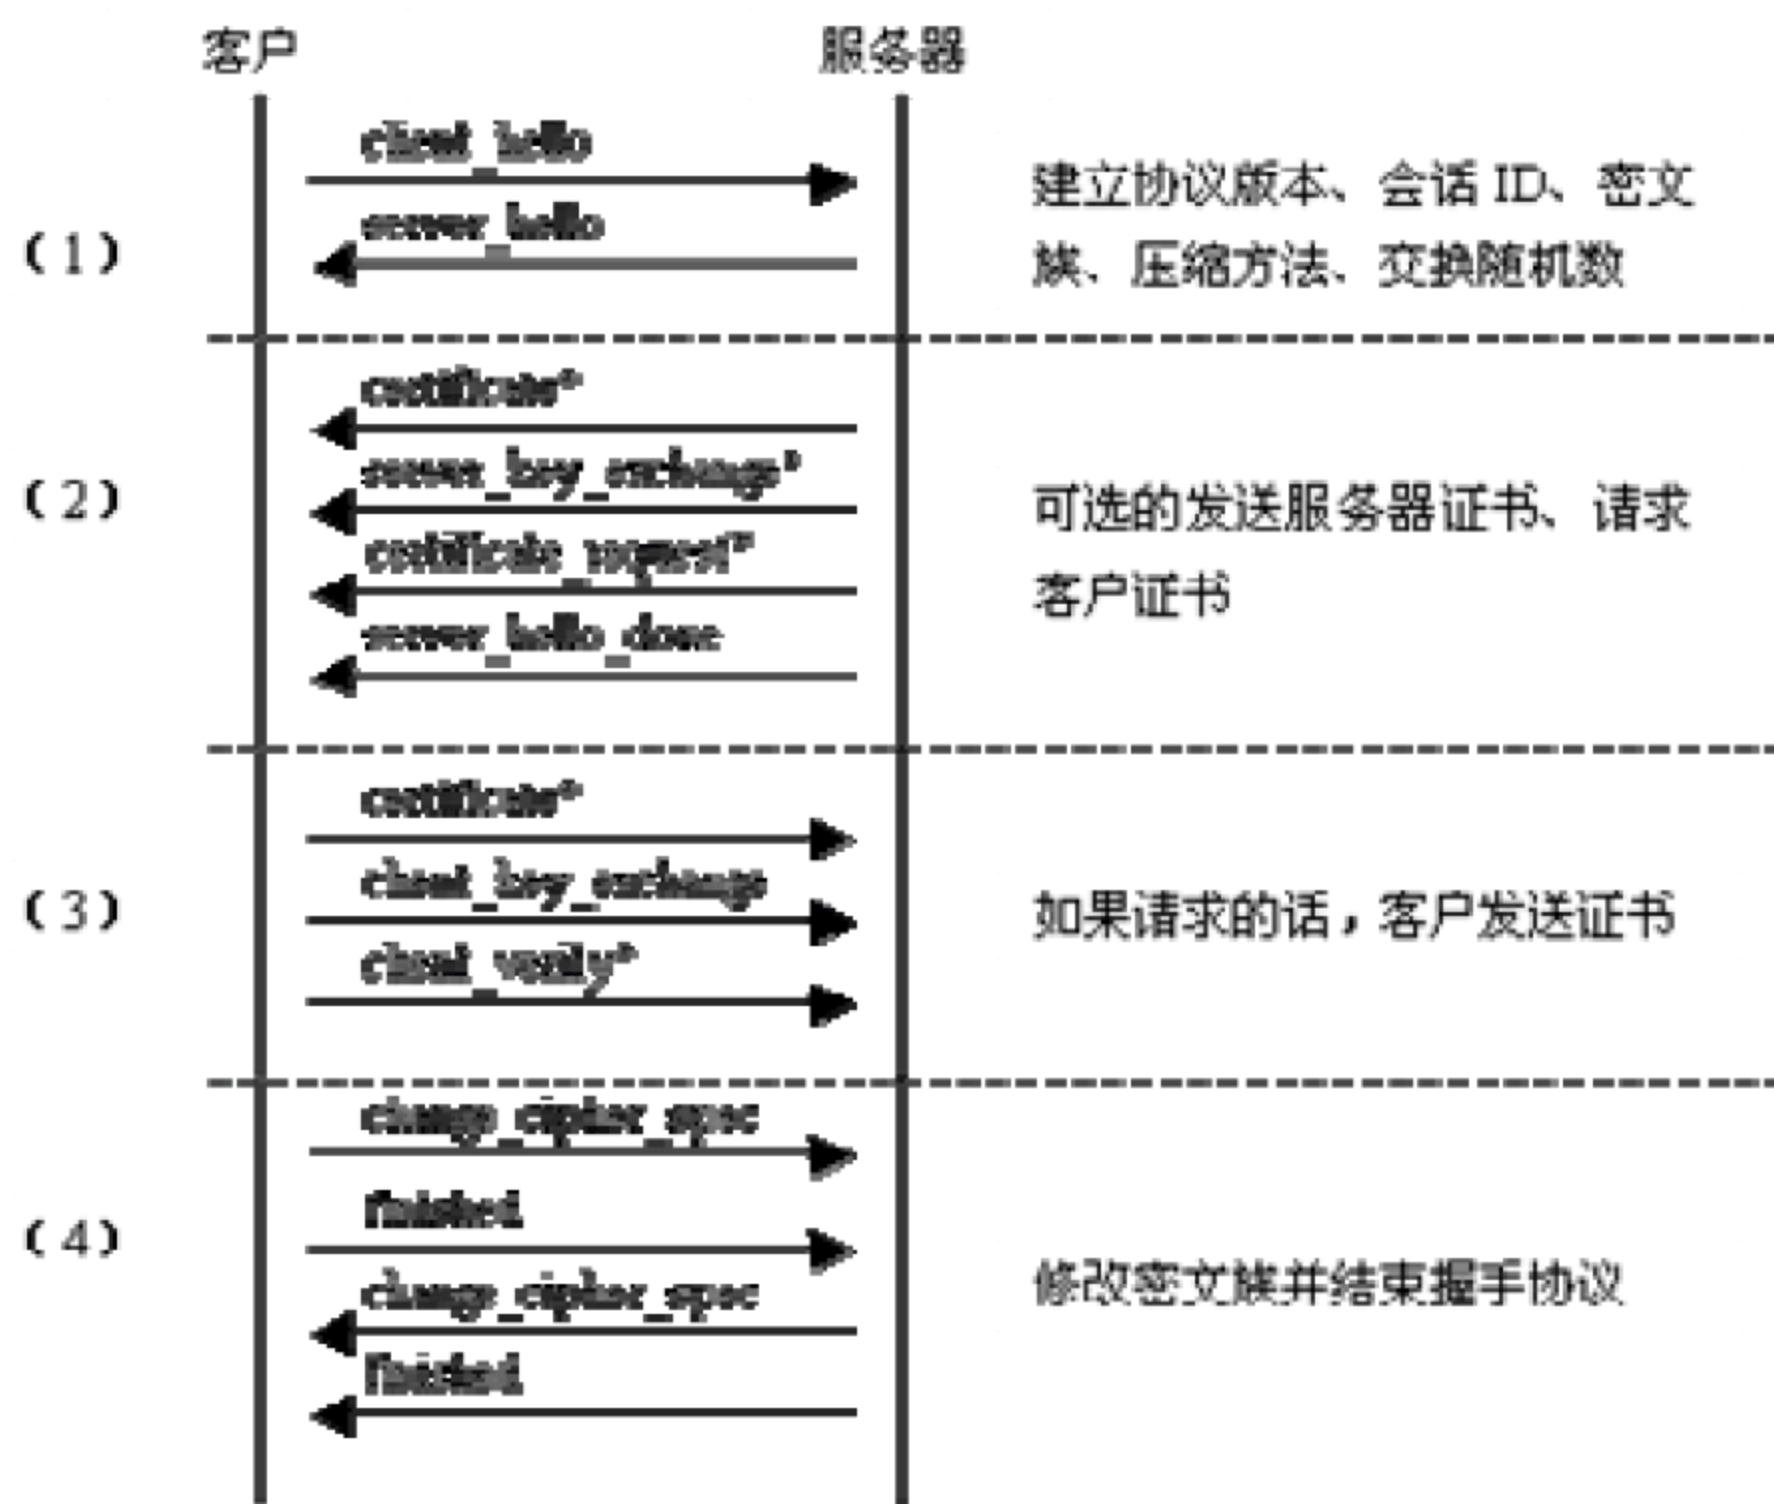 客户
服务器
client_hello
server_hello
(1)
建立协议版本、会话 ID、密文
族、压缩方法、交换随机数
certificate*
server_key_exchange*
certificate_request*
server_hello_done
(2)
可选的发送服务器证书、请求
客户证书
certificate*
client_key_exchange
client_verify*
(3)
如果请求的话，客户发送证书
change_cipher_spec
finished
change_cipher_spec
finished
(4)
修改密文族并结束握手协议